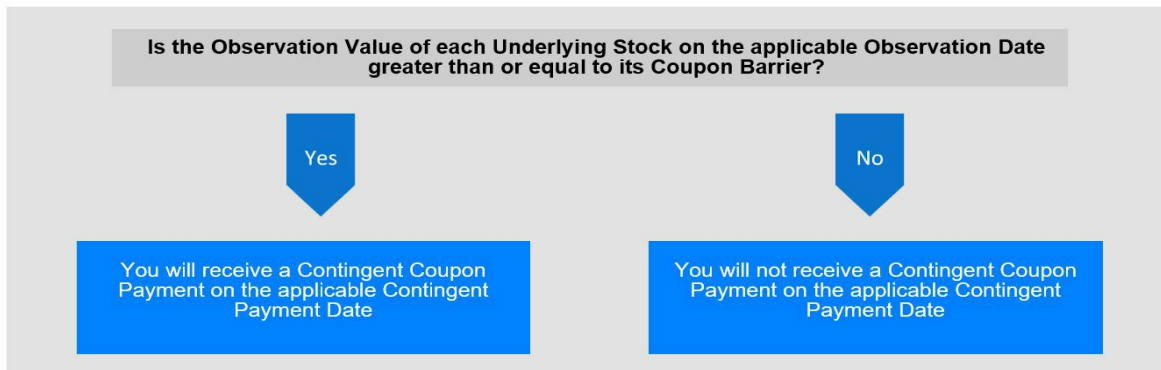 Is the Observation Value of each Underlying Stock on the applicable Observation Date
greater than or equal to its Coupon Barrier?
Yes
No
You will receive a Contingent Coupon
Payment on the applicable Contingent
Payment Date
You will not receive a Contingent Coupon
Payment on the applicable Contingent
Payment Date